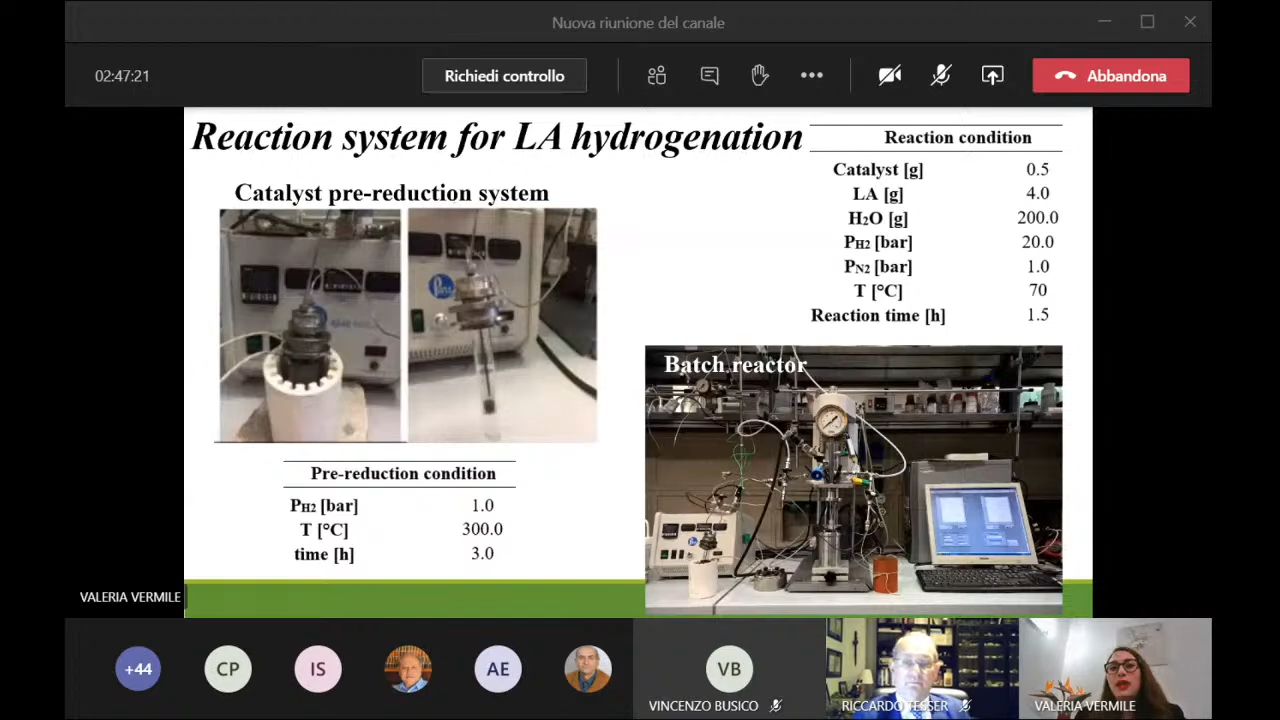 Nuova riunione del canale
02:47:21
Richiedi controllo
Abbandona
Reaction system for LA hydrogenation
Catalyst pre-reduction system
Reaction condition
Catalyst [g] 0.5
LA [g] 4.0
H₂O [g] 200.0
PH2 [bar] 20.0
PN2 [bar] 1.0
T [°C] 70
Reaction time [h] 1.5
Batch reactor
Pre-reduction condition
PH2 [bar] 1.0
T [°C] 300.0
time [h] 3.0
VALERIA VERMILE
+44
CP
IS
AE
VB
VINCENZO BUSICO
RICCARDO TESSER
VALERIA VERMILE